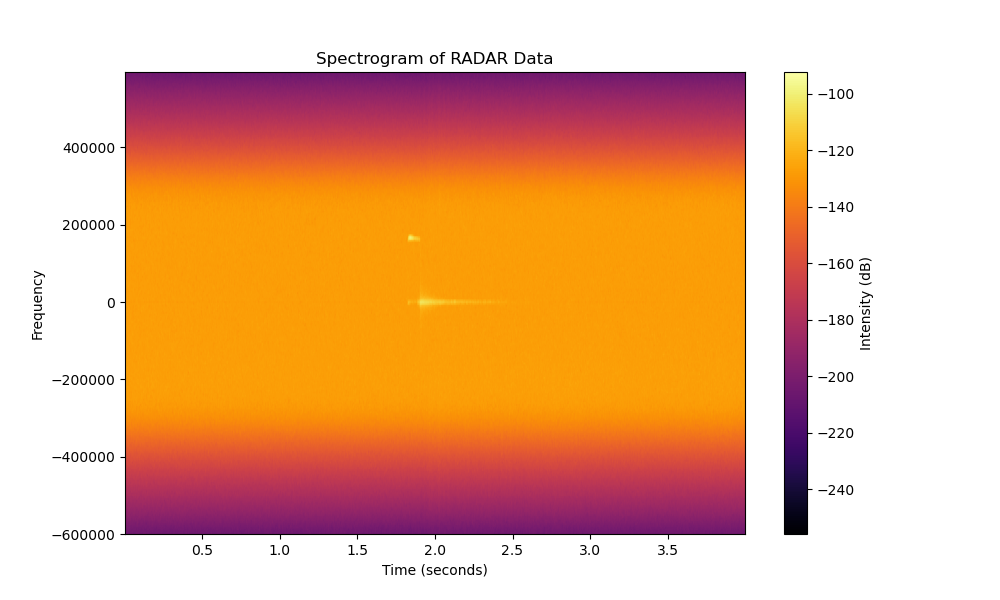 Spectrogram of RADAR Data
Frequency
400000
200000
0
−200000
−400000
−600000
0.5 1.0 1.5 2.0 2.5 3.0 3.5
Time (seconds)
−100
−120
−140
−160
−180
−200
−220
−240
Intensity (dB)